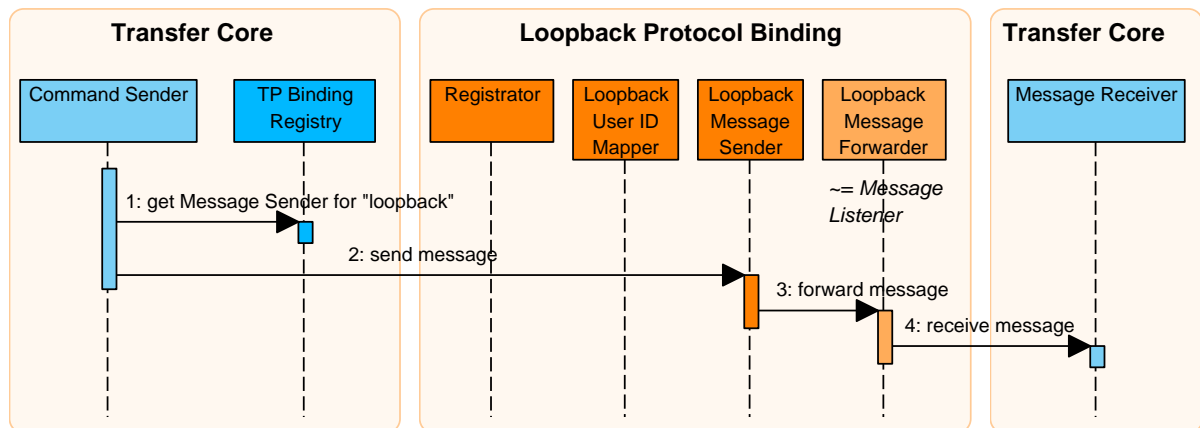 Transfer Core
Loopback Protocol Binding
Transfer Core
Command Sender
TP Binding
Registry
Registrator
Loopback
User ID
Mapper
Loopback
Message
Sender
Loopback
Message
Forwarder
Message Receiver
~= Message
Listener
1: get Message Sender for "loopback"
2: send message
3: forward message
4: receive message